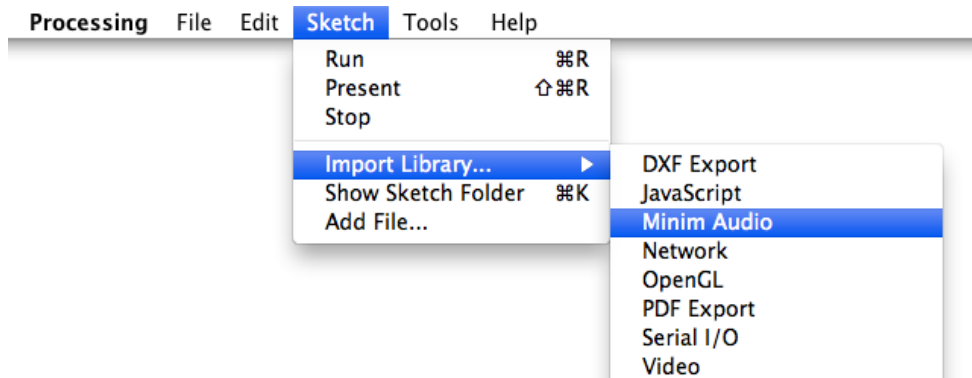 Processing File Edit Sketch Tools Help
Run ⌘R
Present ⇧⌘R
Stop
Import Library... ▶
Show Sketch Folder ⌘K
Add File...
DXF Export
JavaScript
Minim Audio
Network
OpenGL
PDF Export
Serial I/O
Video